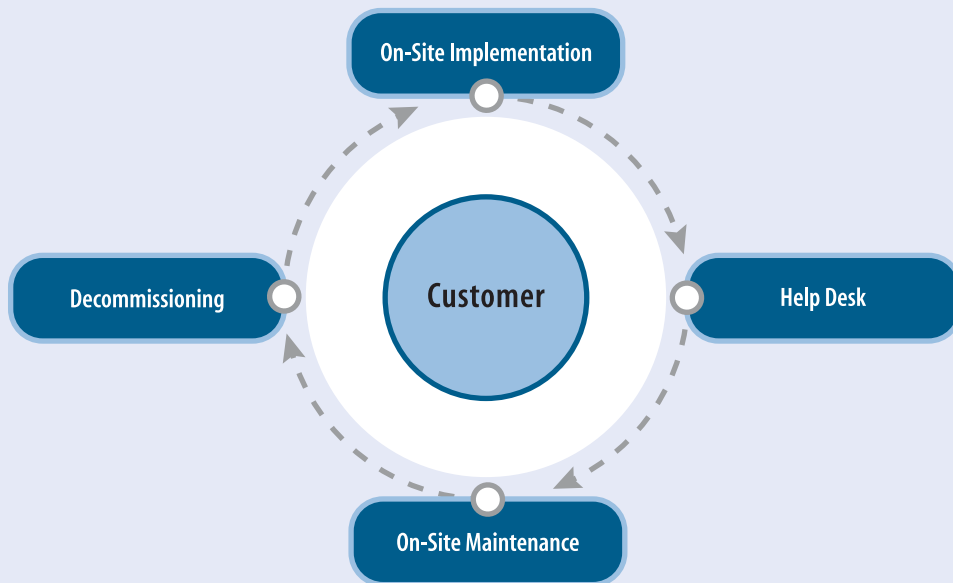 On-Site Implementation
Decommissioning
Customer
Help Desk
On-Site Maintenance